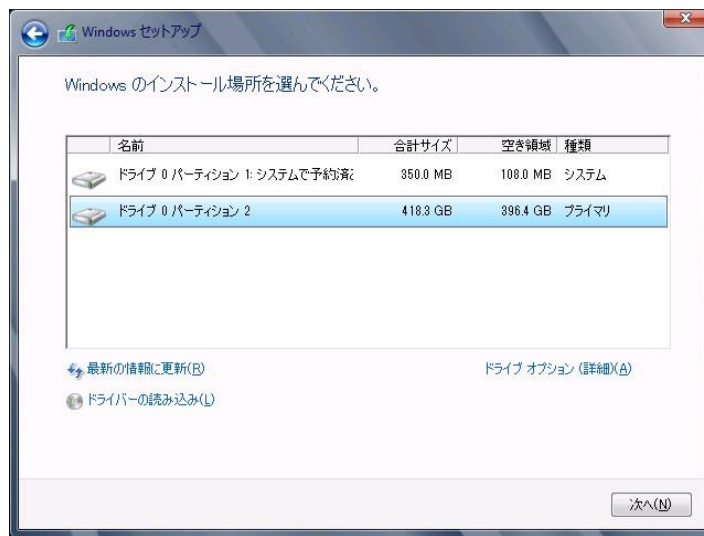 Windows セットアップ
Windows のインストール場所を選んでください。
名前 合計サイズ 空き領域 種類
ドライブ 0 パーティション 1: システムで予約済 350.0 MB 108.0 MB システム
ドライブ 0 パーティション 2 418.3 GB 396.4 GB プライマリ
最新の情報に更新(R) ドライブ オプション (詳細)(A)
ドライバーの読み込み(L)
次へ(N)